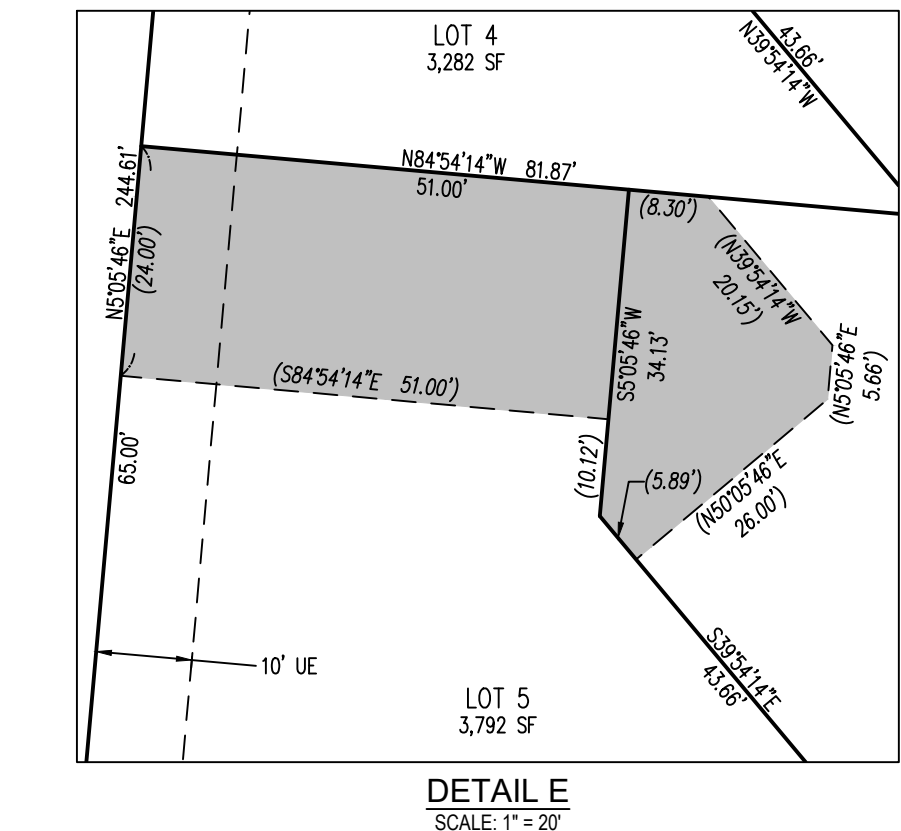 LOT 4
3,282 SF
43.66'
N39°54'14"W
N84°54'14"W 81.87'
51.00'
(8.30')
N5°05'46"E 244.61'
(24.00')
(N39°54'14"W
20.15')
S5°05'46"W
34.13'
(N5°05'46"E
5.66')
(S84°54'14"E 51.00')
65.00'
(10.12')
(5.89')
(N50°05'46"E
26.00')
10' UE
S39°54'14"E
43.66'
LOT 5
3,792 SF
DETAIL E
SCALE: 1" = 20'